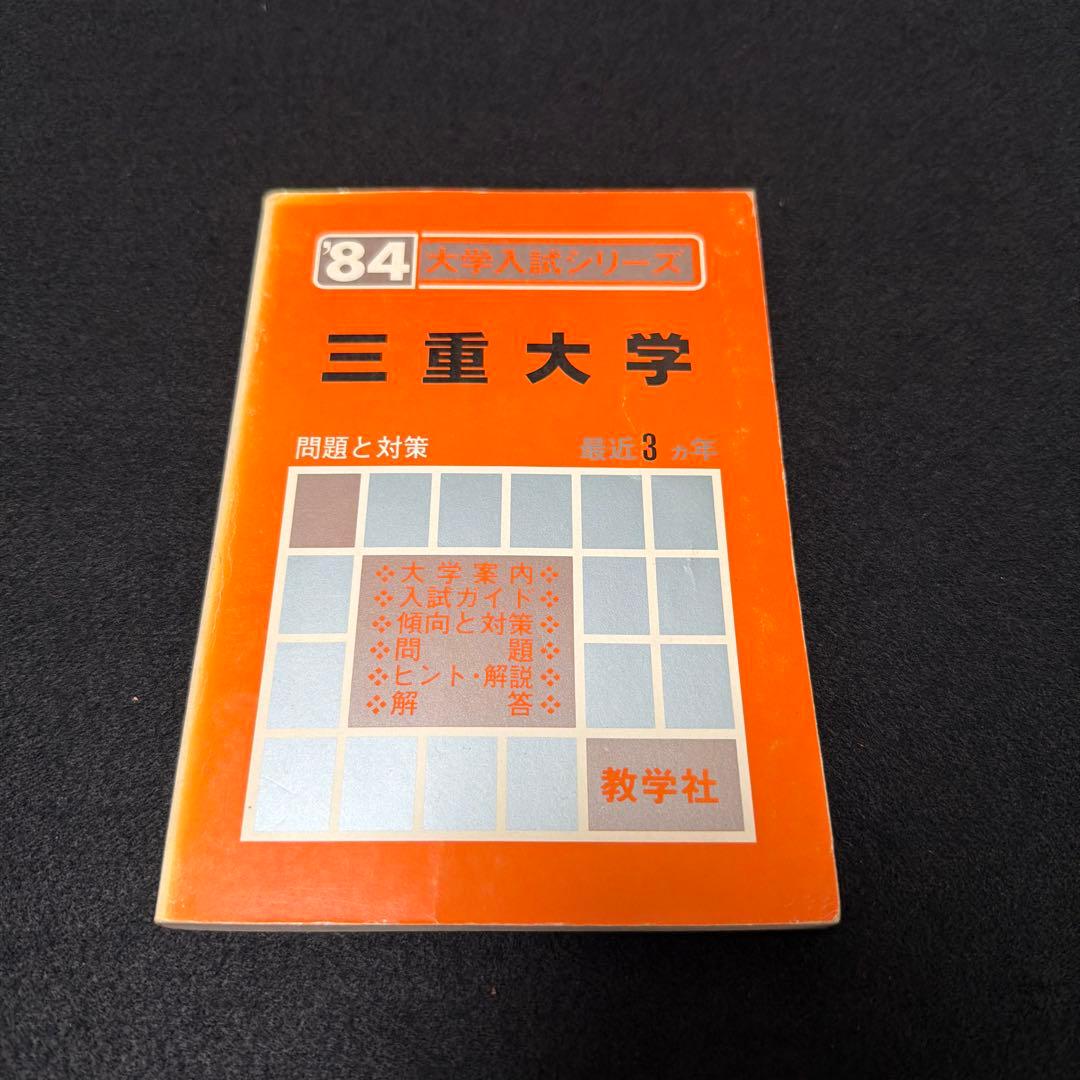 '84 大学入試シリーズ
三重大学
問題と対策 最近3ヵ年
❖大学案内❖
❖入試ガイド❖
❖傾向と対策❖
❖問題❖
❖ヒント・解説❖
❖解答❖
教学社